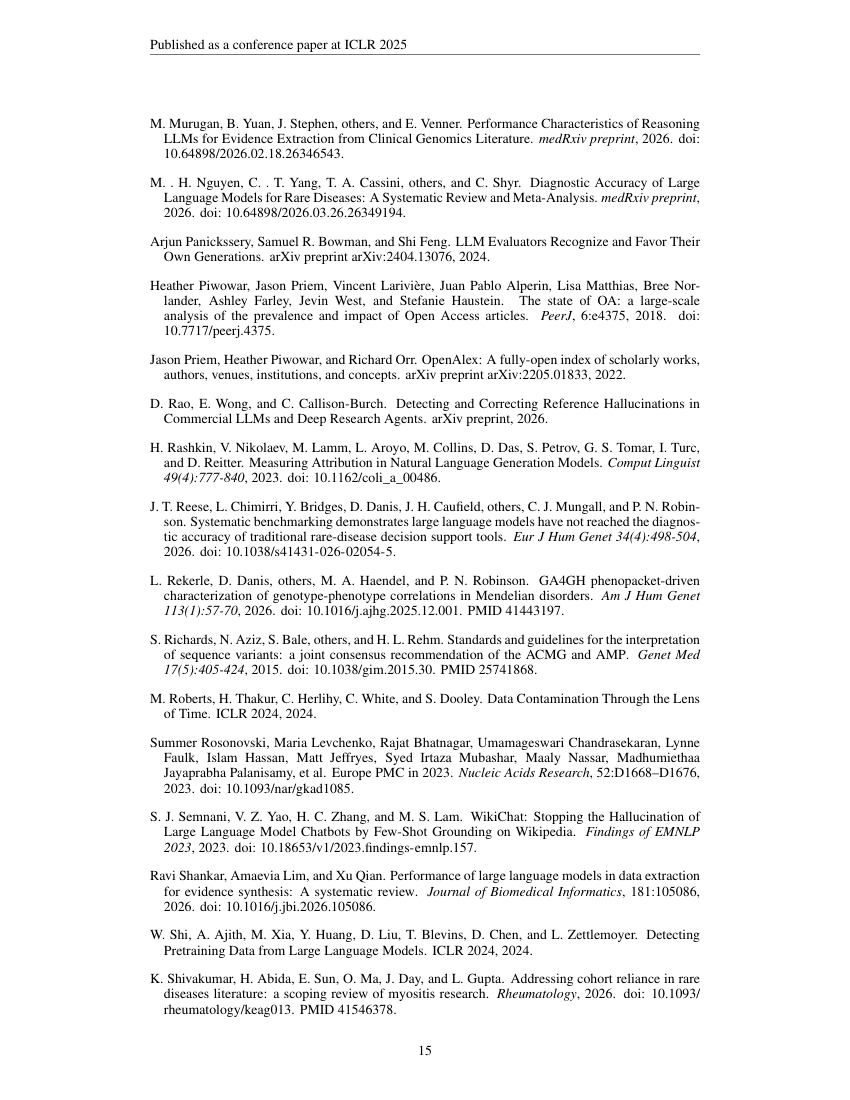 Published as a conference paper at ICLR 2025
M. Murugan, B. Yuan, J. Stephen, others, and E. Venner. Performance Characteristics of Reasoning
LLMs for Evidence Extraction from Clinical Genomics Literature. medRxiv preprint, 2026. doi:
10.64898/2026.02.18.26346543.
M. . H. Nguyen, C. . T. Yang, T. A. Cassini, others, and C. Shyr. Diagnostic Accuracy of Large
Language Models for Rare Diseases: A Systematic Review and Meta-Analysis. medRxiv preprint,
2026. doi: 10.64898/2026.03.26.26349194.
Arjun Panickssery, Samuel R. Bowman, and Shi Feng. LLM Evaluators Recognize and Favor Their
Own Generations. arXiv preprint arXiv:2404.13076, 2024.
Heather Piwowar, Jason Priem, Vincent Larivière, Juan Pablo Alperin, Lisa Matthias, Bree Nor-
lander, Ashley Farley, Jevin West, and Stefanie Haustein. The state of OA: a large-scale
analysis of the prevalence and impact of Open Access articles. PeerJ, 6:e4375, 2018. doi:
10.7717/peerj.4375.
Jason Priem, Heather Piwowar, and Richard Orr. OpenAlex: A fully-open index of scholarly works,
authors, venues, institutions, and concepts. arXiv preprint arXiv:2205.01833, 2022.
D. Rao, E. Wong, and C. Callison-Burch. Detecting and Correcting Reference Hallucinations in
Commercial LLMs and Deep Research Agents. arXiv preprint, 2026.
H. Rashkin, V. Nikolaev, M. Lamm, L. Aroyo, M. Collins, D. Das, S. Petrov, G. S. Tomar, I. Turc,
and D. Reitter. Measuring Attribution in Natural Language Generation Models. Comput Linguist
49(4):777-840, 2023. doi: 10.1162/coli_a_00486.
J. T. Reese, L. Chimirri, Y. Bridges, D. Danis, J. H. Caufield, others, C. J. Mungall, and P. N. Robin-
son. Systematic benchmarking demonstrates large language models have not reached the diagnos-
tic accuracy of traditional rare-disease decision support tools. Eur J Hum Genet 34(4):498-504,
2026. doi: 10.1038/s41431-026-02054-5.
L. Rekerle, D. Danis, others, M. A. Haendel, and P. N. Robinson. GA4GH phenopacket-driven
characterization of genotype-phenotype correlations in Mendelian disorders. Am J Hum Genet
113(1):57-70, 2026. doi: 10.1016/j.ajhg.2025.12.001. PMID 41443197.
S. Richards, N. Aziz, S. Bale, others, and H. L. Rehm. Standards and guidelines for the interpretation
of sequence variants: a joint consensus recommendation of the ACMG and AMP. Genet Med
17(5):405-424, 2015. doi: 10.1038/gim.2015.30. PMID 25741868.
M. Roberts, H. Thakur, C. Herlihy, C. White, and S. Dooley. Data Contamination Through the Lens
of Time. ICLR 2024, 2024.
Summer Rosonovski, Maria Levchenko, Rajat Bhatnagar, Umamageswari Chandrasekaran, Lynne
Faulk, Islam Hassan, Matt Jeffryes, Syed Irtaza Mubashar, Maaly Nassar, Madhumiethaa
Jayaprabha Palanisamy, et al. Europe PMC in 2023. Nucleic Acids Research, 52:D1668–D1676,
2023. doi: 10.1093/nar/gkad1085.
S. J. Semnani, V. Z. Yao, H. C. Zhang, and M. S. Lam. WikiChat: Stopping the Hallucination of
Large Language Model Chatbots by Few-Shot Grounding on Wikipedia. Findings of EMNLP
2023, 2023. doi: 10.18653/v1/2023.findings-emnlp.157.
Ravi Shankar, Amaevia Lim, and Xu Qian. Performance of large language models in data extraction
for evidence synthesis: A systematic review. Journal of Biomedical Informatics, 181:105086,
2026. doi: 10.1016/j.jbi.2026.105086.
W. Shi, A. Ajith, M. Xia, Y. Huang, D. Liu, T. Blevins, D. Chen, and L. Zettlemoyer. Detecting
Pretraining Data from Large Language Models. ICLR 2024, 2024.
K. Shivakumar, H. Abida, E. Sun, O. Ma, J. Day, and L. Gupta. Addressing cohort reliance in rare
diseases literature: a scoping review of myositis research. Rheumatology, 2026. doi: 10.1093/
rheumatology/keag013. PMID 41546378.
15